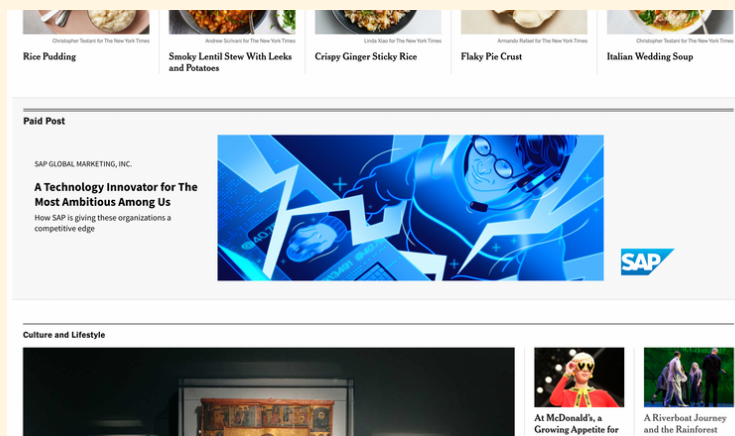 Christopher Testani for The New York Times
Andrew Scrivani for The New York Times
Linda Xiao for The New York Times
Armando Rafael for The New York Times
Christopher Testani for The New York Times
Rice Pudding
Smoky Lentil Stew With Leeks
and Potatoes
Crispy Ginger Sticky Rice
Flaky Pie Crust
Italian Wedding Soup
Paid Post
SAP GLOBAL MARKETING, INC.
A Technology Innovator for The
Most Ambitious Among Us
How SAP is giving these organizations a
competitive edge
SAP
Culture and Lifestyle
At McDonald's, a
Growing Appetite for
A Riverboat Journey
and the Rainforest